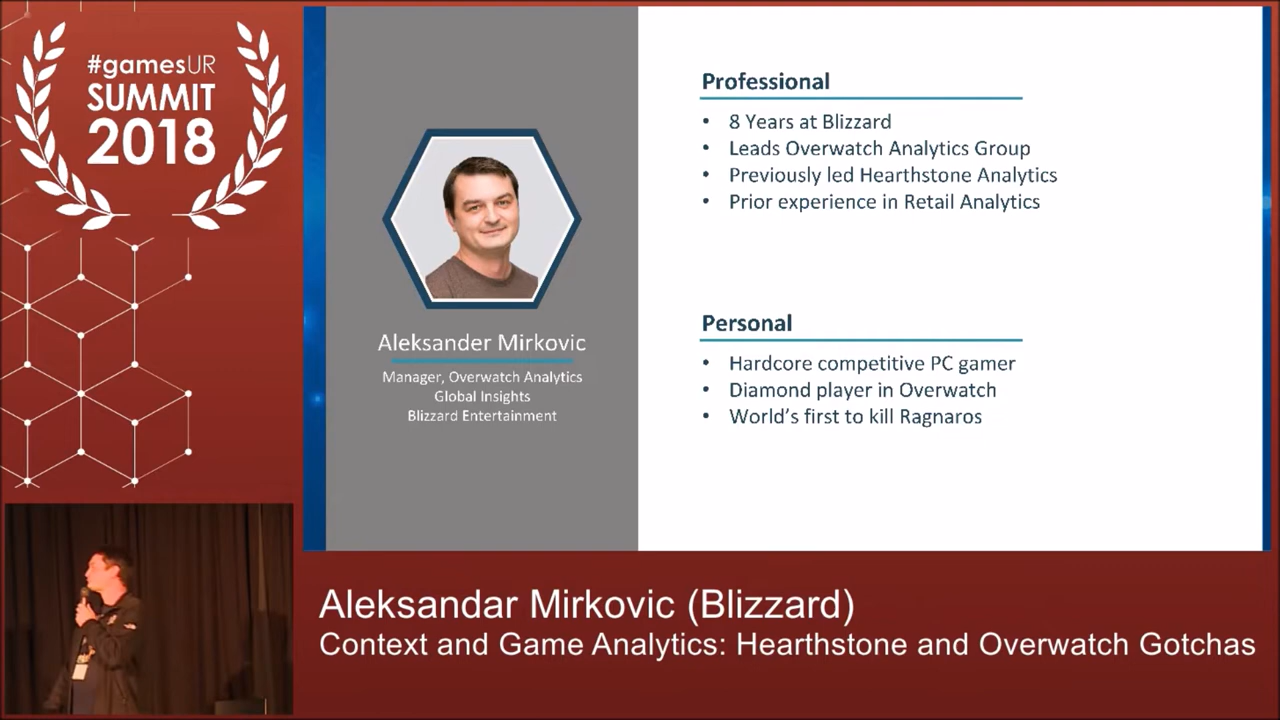 #gamesUR
SUMMIT
2018
Aleksander Mirkovic
Manager, Overwatch Analytics
Global Insights
Blizzard Entertainment
Professional
• 8 Years at Blizzard
• Leads Overwatch Analytics Group
• Previously led Hearthstone Analytics
• Prior experience in Retail Analytics
Personal
• Hardcore competitive PC gamer
• Diamond player in Overwatch
• World's first to kill Ragnaros
Aleksandar Mirkovic (Blizzard)
Context and Game Analytics: Hearthstone and Overwatch Gotchas